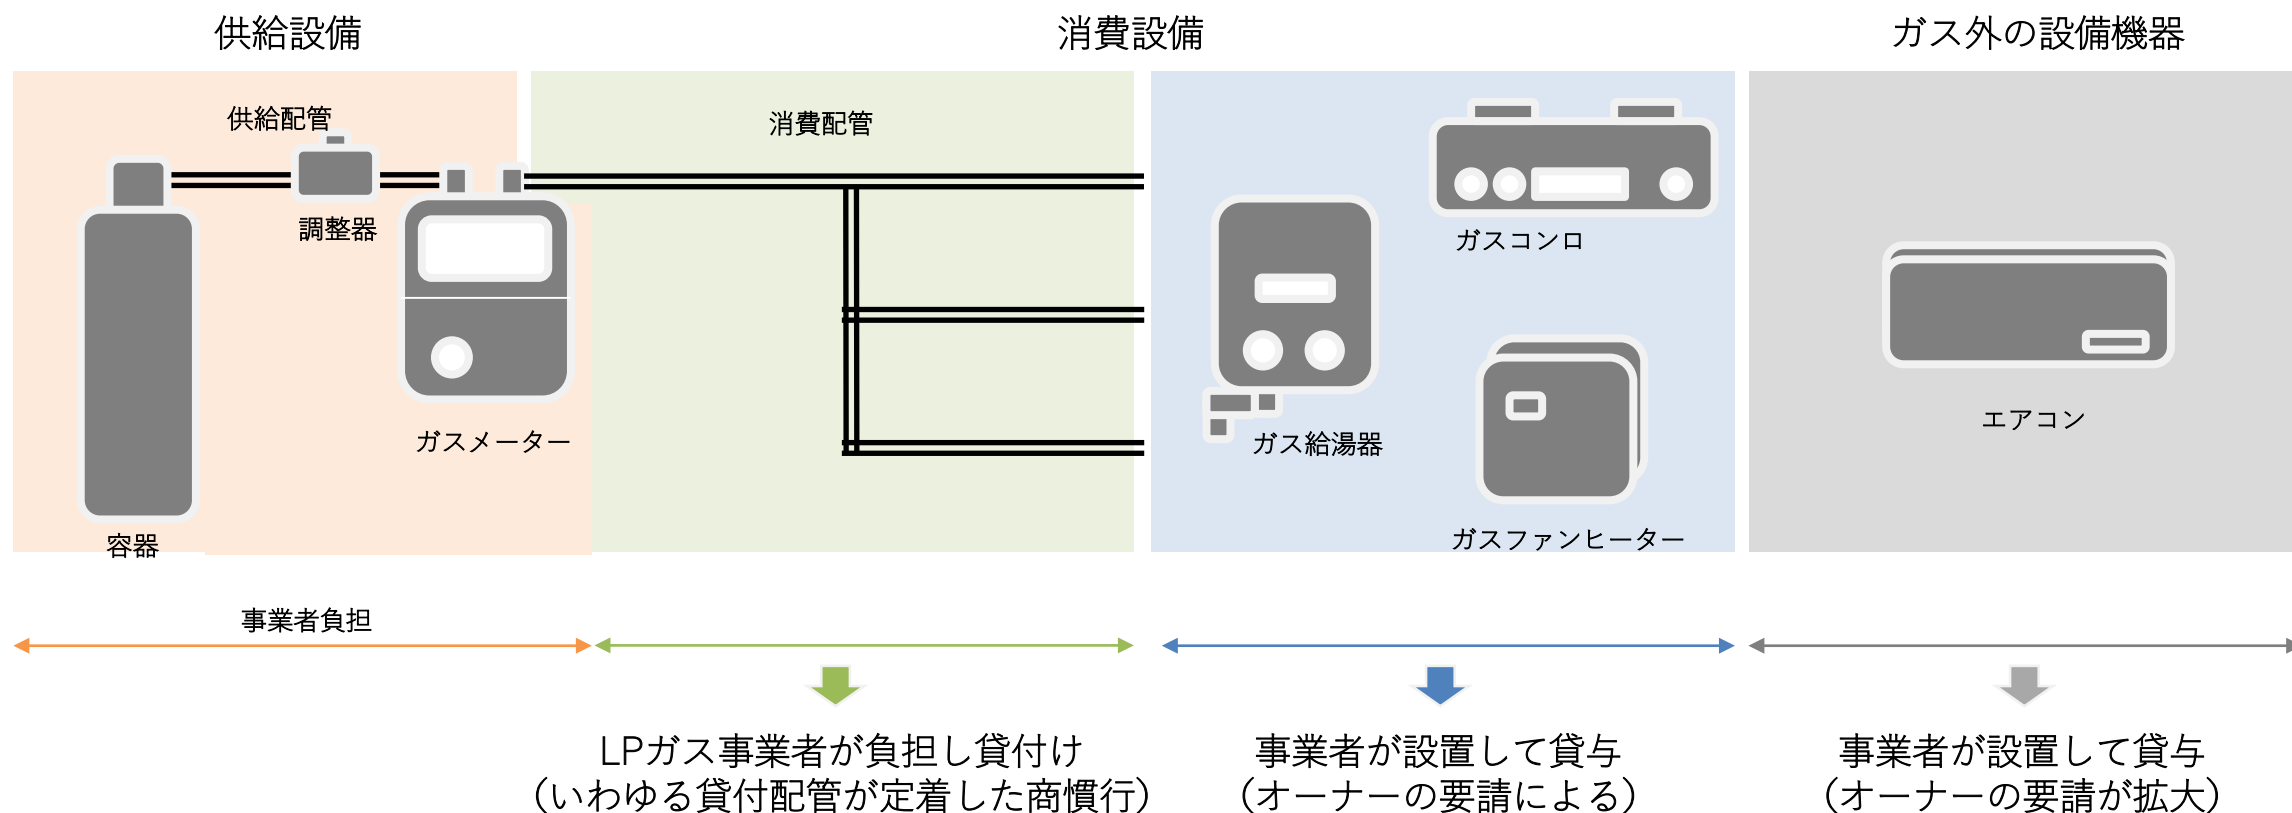 供給設備
消費設備
ガス外の設備機器
供給配管
消費配管
調整器
ガスコンロ
エアコン
ガスメーター
ガス給湯器
ガスファンヒーター
容器
事業者負担
LPガス事業者が負担し貸付け
（いわゆる貸付配管が定着した商慣行）
事業者が設置して貸与
（オーナーの要請による）
事業者が設置して貸与
（オーナーの要請が拡大）